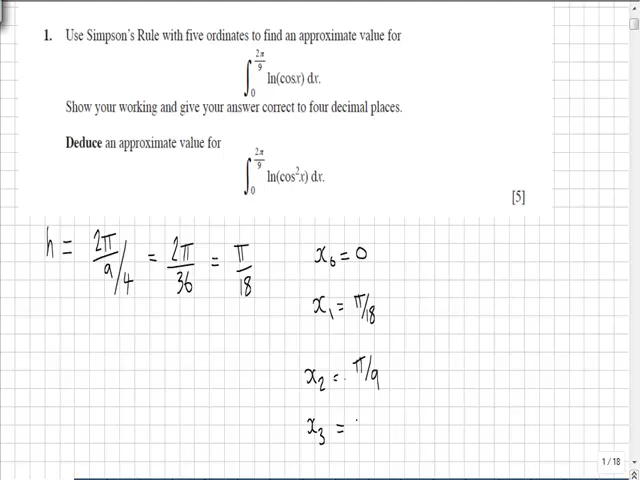 1. Use Simpson's Rule with five ordinates to find an approximate value for
∫₀^{2π/9} ln(cosx) dx.
Show your working and give your answer correct to four decimal places.
Deduce an approximate value for
∫₀^{2π/9} ln(cos²x) dx.
[5]
h = 2π/9 / 4 = 2π/36 = π/18
x₀ = 0
x₁ = π/18
x₂ = π/9
x₃ =
1 / 18